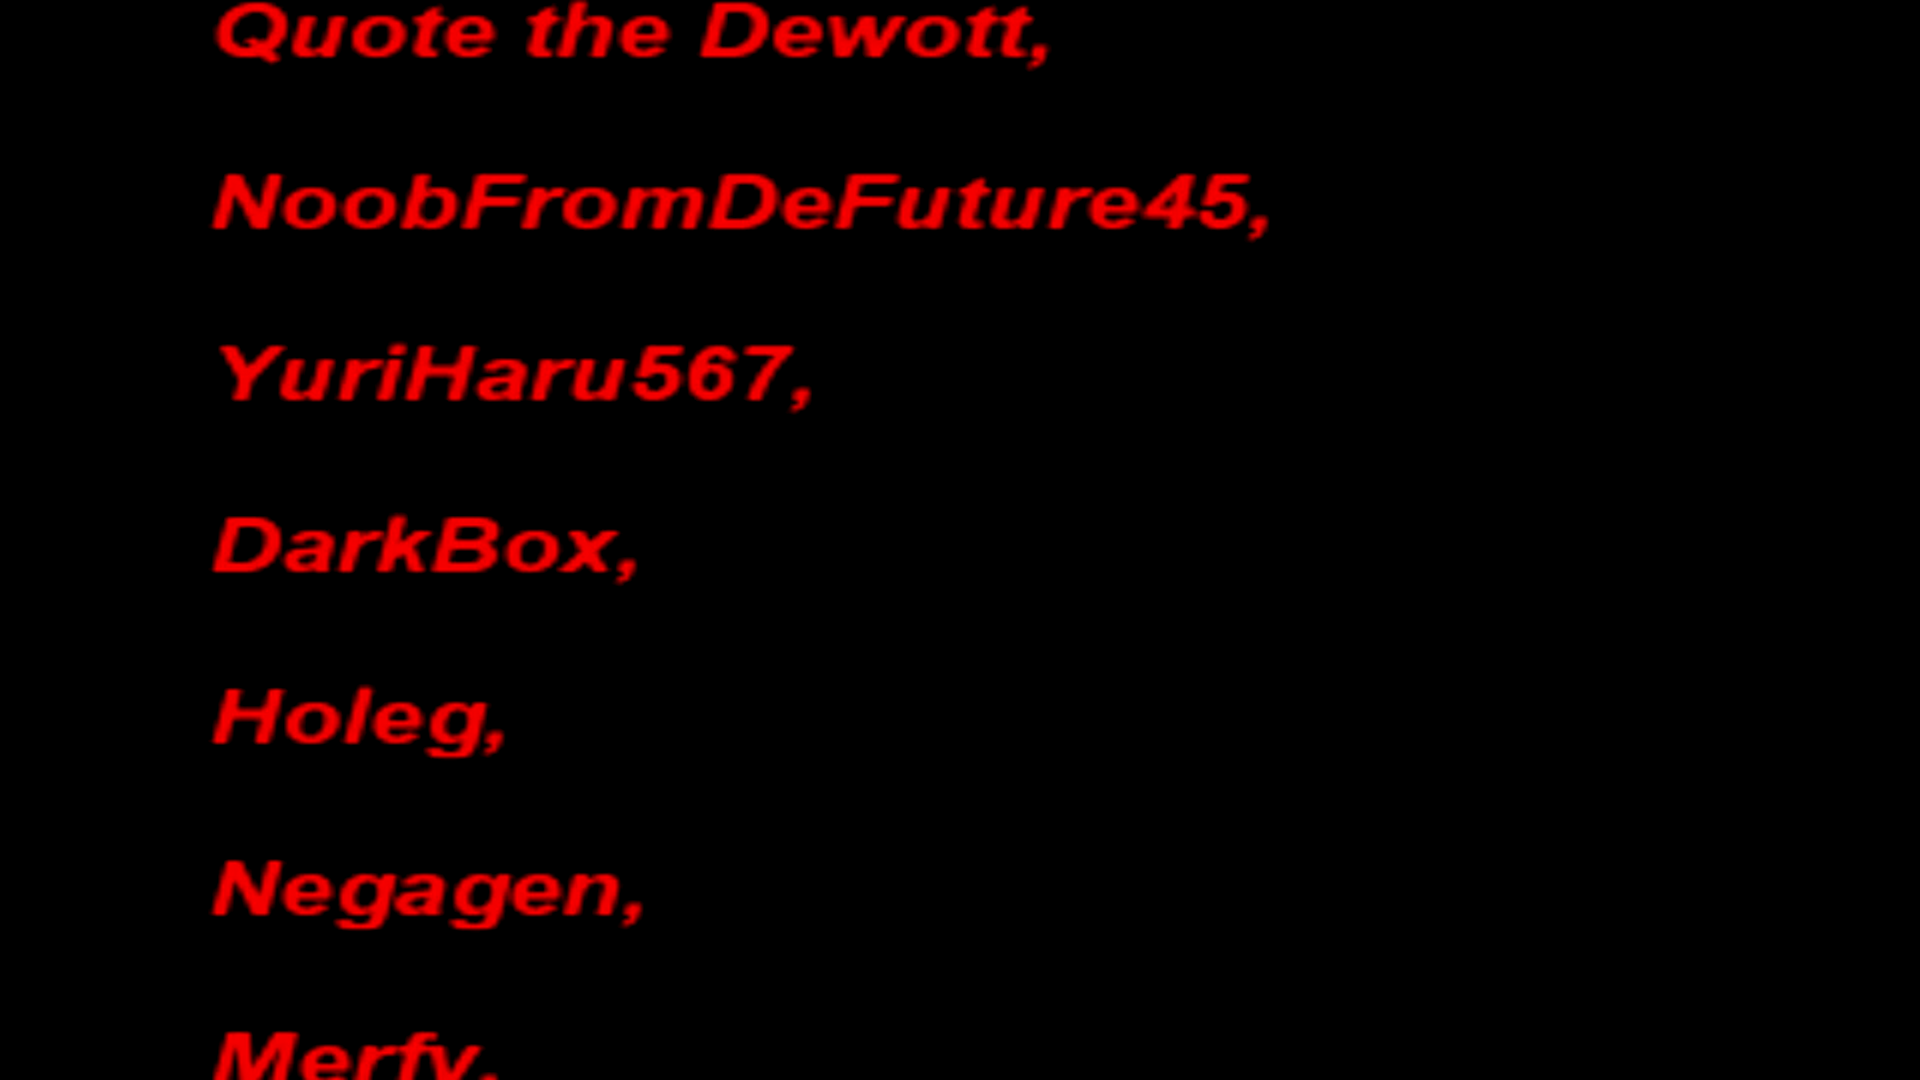 Quote the Dewott,
NoobFromDeFuture45,
YuriHaru567,
DarkBox,
Holeg,
Negagen,
Merfy,